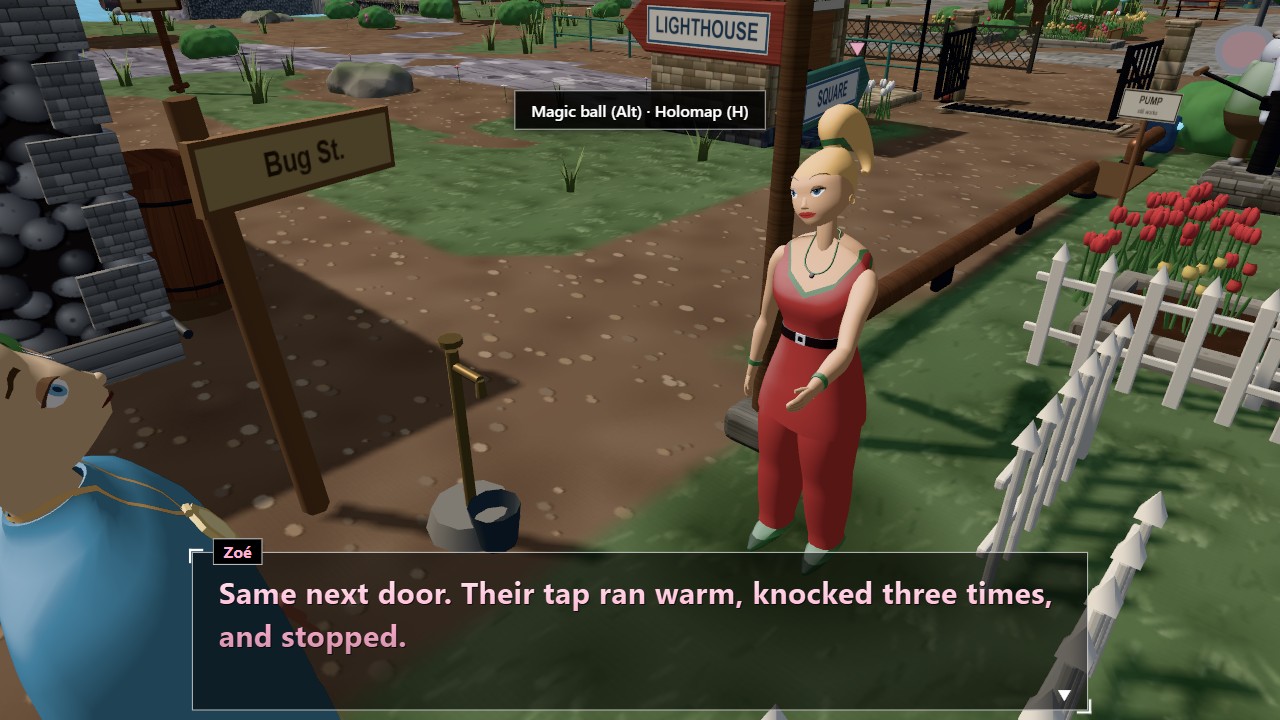 LIGHTHOUSE
SQUARE
Magic ball (Alt) · Holomap (H)
PUMP
Bug St.
Zoé
Same next door. Their tap ran warm, knocked three times,
and stopped.